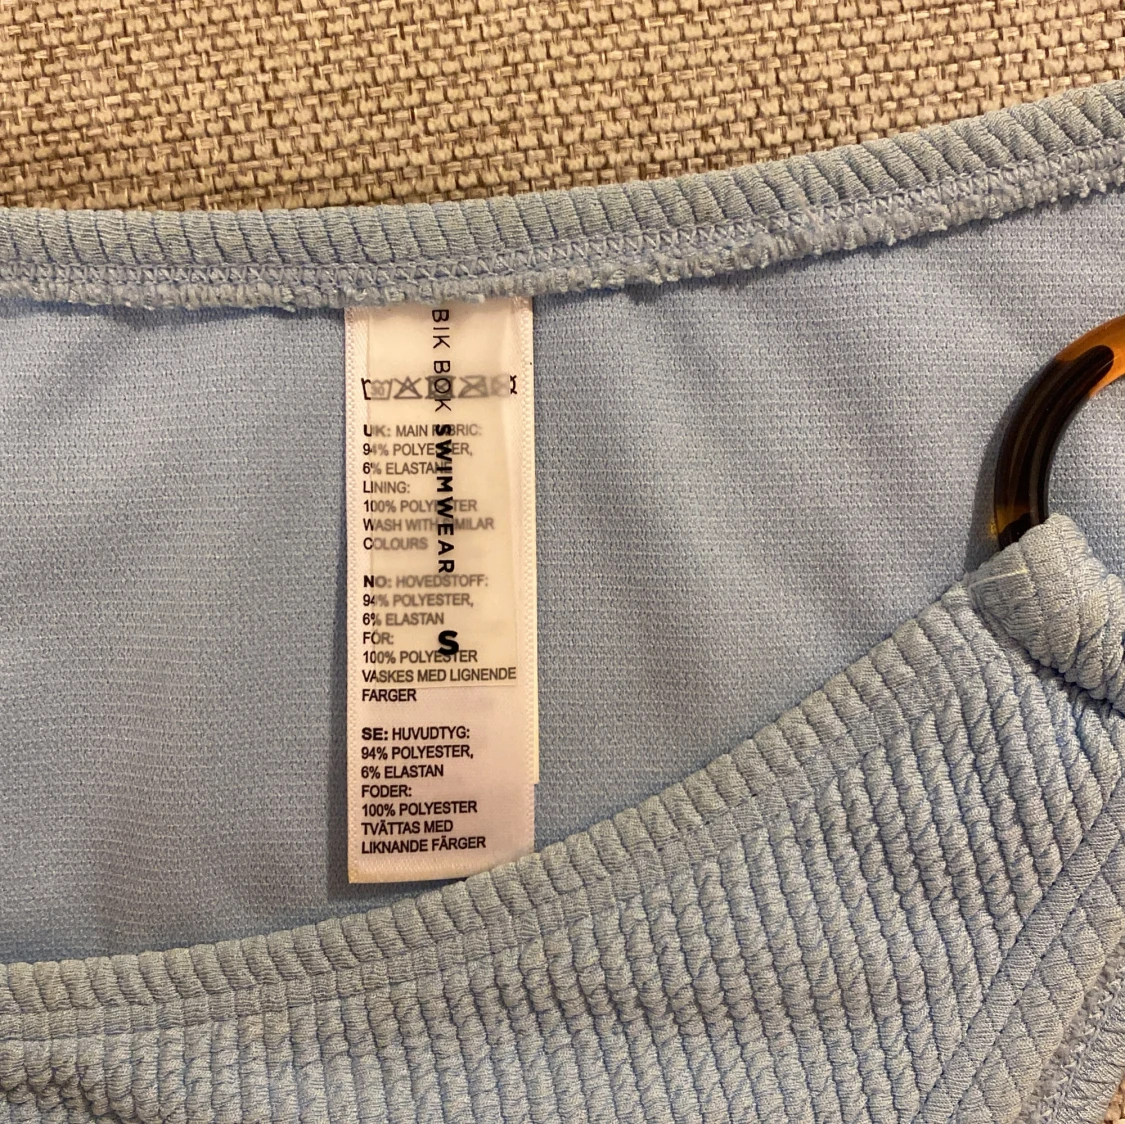 BIK BOK SWIMWEAR
S
UK: MAIN FABRIC:
94% POLYESTER,
6% ELASTANE
LINING:
100% POLYESTER
WASH WITH SIMILAR
COLOURS
NO: HOVEDSTOFF:
94% POLYESTER,
6% ELASTAN
FÔR:
100% POLYESTER
VASKES MED LIGNENDE
FARGER
SE: HUVUDTYG:
94% POLYESTER,
6% ELASTAN
FODER:
100% POLYESTER
TVÄTTAS MED
LIKNANDE FÄRGER